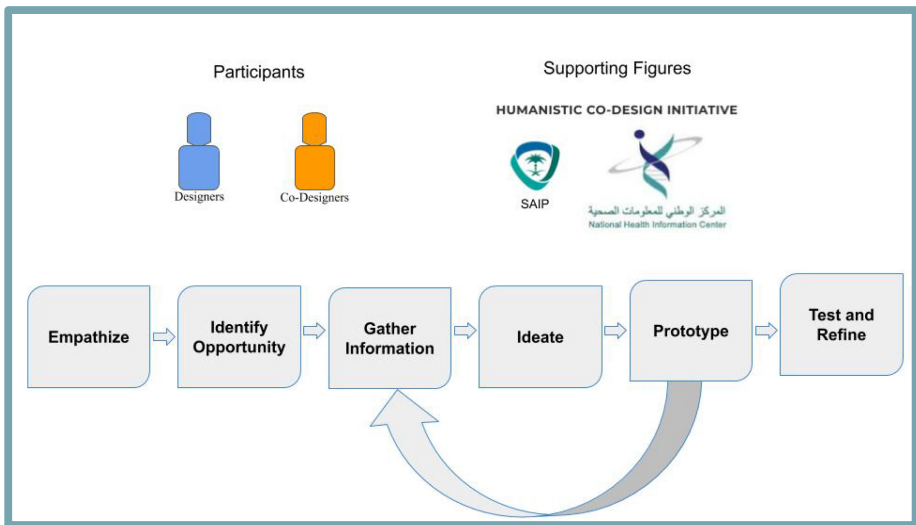 Participants
Supporting Figures
HUMANISTIC CO-DESIGN INITIATIVE
Designers
Co-Designers
SAIP
المركز الوطني للمعلومات الصحية
National Health Information Center
Empathize
Identify
Opportunity
Gather
Information
Ideate
Prototype
Test and
Refine